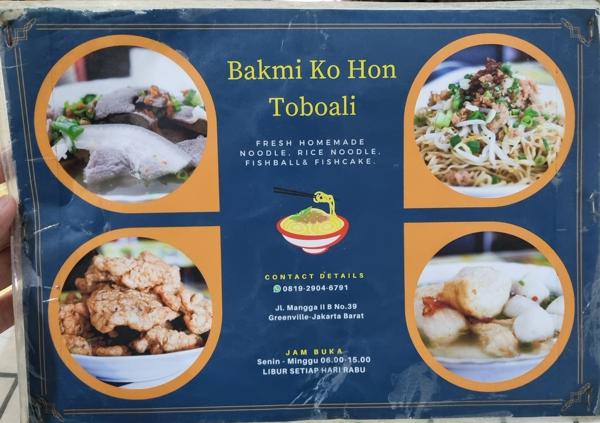 Bakmi Ko Hon
Toboali
FRESH HOMEMADE
NOODLE, RICE NOODLE,
FISHBALL& FISHCAKE.
CONTACT DETAILS
0819-2904-6791
Jl. Mangga II B No.39
Greenville-Jakarta Barat
JAM BUKA
Senin - Minggu 06.00-15.00
LIBUR SETIAP HARI RABU